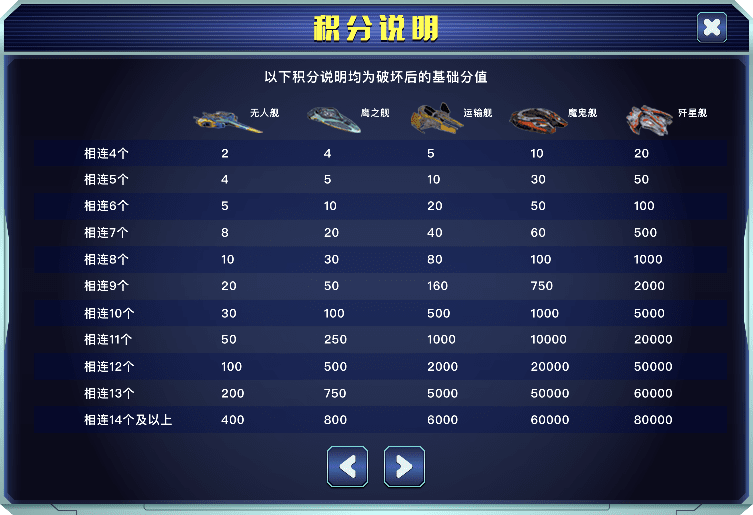 积分说明
以下积分说明均为破坏后的基础分值
无人舰 鹰之舰 运输舰 魔鬼舰 歼星舰
相连4个 2 4 5 10 20
相连5个 4 5 10 30 50
相连6个 5 10 20 50 100
相连7个 8 20 40 60 500
相连8个 10 30 80 100 1000
相连9个 20 50 160 750 2000
相连10个 30 100 500 1000 5000
相连11个 50 250 1000 10000 20000
相连12个 100 500 2000 20000 50000
相连13个 200 750 5000 50000 60000
相连14个及以上 400 800 6000 60000 80000